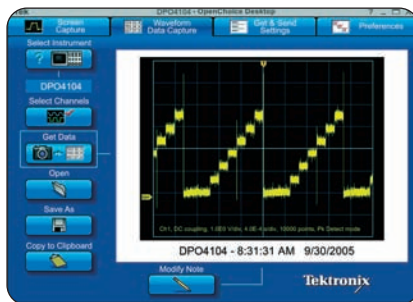 Tek
DPO4104 - OpenChoice Desktop
? _ □
Screen
Capture
Waveform
Data Capture
Get & Send
Settings
Preferences
Select Instrument
?
DPO4104
Select Channels
Get Data
Open
Save As
Copy to Clipboard
Ch1, DC coupling, 1.0E0 V/div, 4.0E-4 s/div, 10000 points, Pk Detect mode
DPO4104 - 8:31:31 AM 9/30/2005
Modify Note
Tektronix